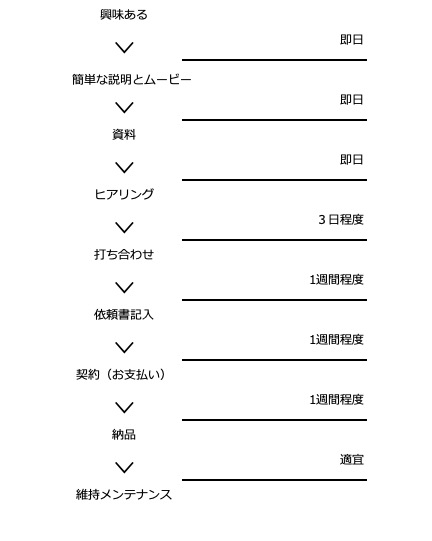 興味ある
即日
簡単な説明とムービー
即日
資料
即日
ヒアリング
３日程度
打ち合わせ
1週間程度
依頼書記入
1週間程度
契約（お支払い）
1週間程度
納品
適宜
維持メンテナンス